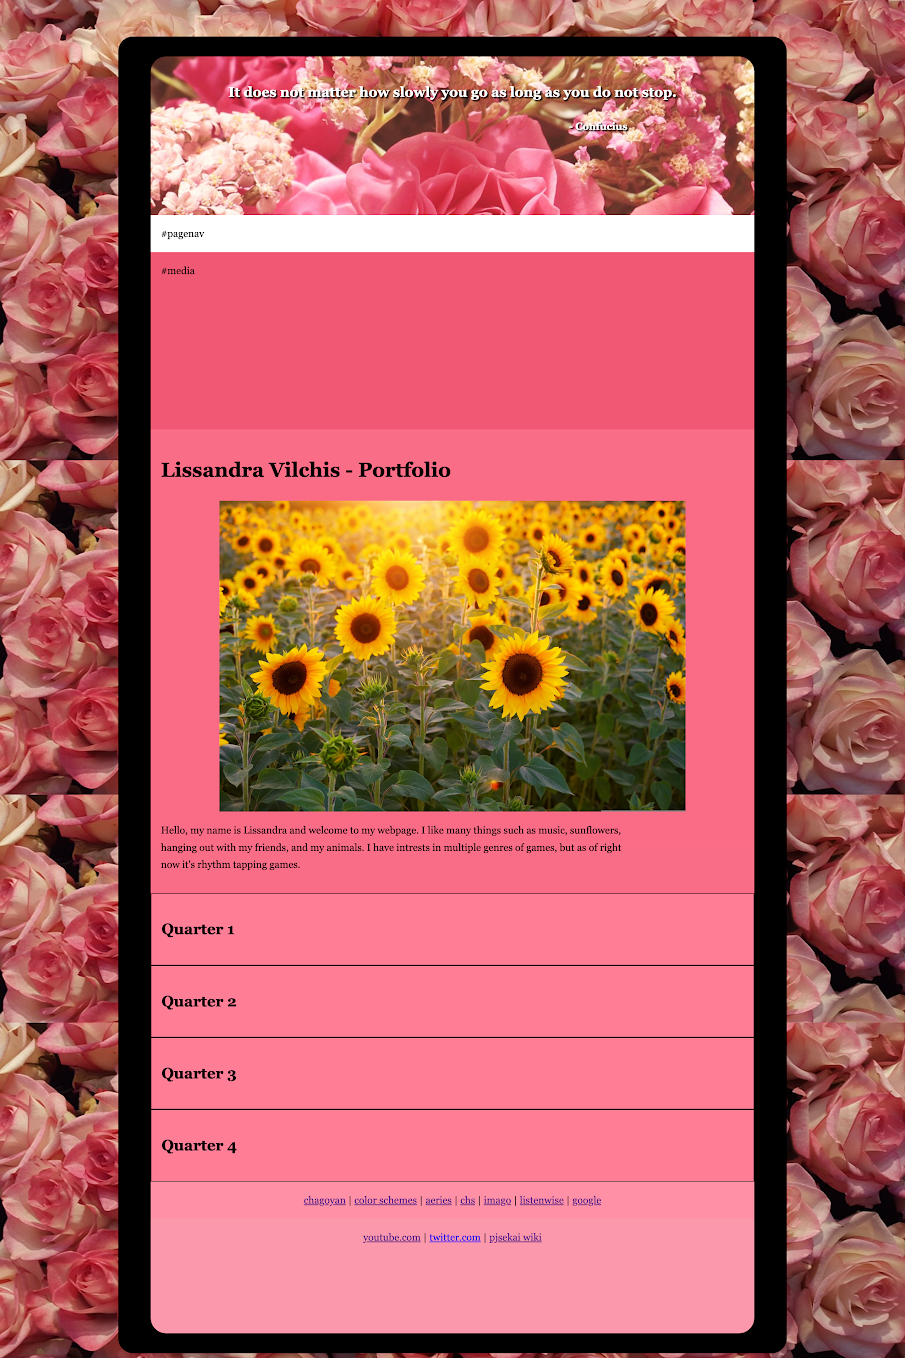 It does not matter how slowly you go as long as you do not stop.
- Confucius
#pagenav
#media
Lissandra Vilchis - Portfolio
Hello, my name is Lissandra and welcome to my webpage. I like many things such as music, sunflowers,
hanging out with my friends, and my animals. I have intrests in multiple genres of games, but as of right
now it's rhythm tapping games.
Quarter 1
Quarter 2
Quarter 3
Quarter 4
chagoyan | color schemes | aeries | chs | imago | listenwise | google
youtube.com | twitter.com | pjsekai wiki